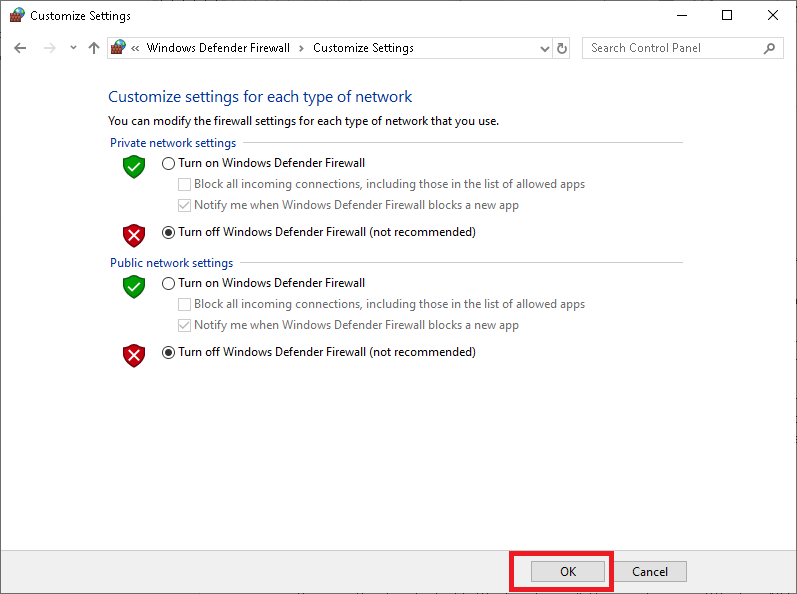 Customize Settings
« Windows Defender Firewall › Customize Settings
Search Control Panel
Customize settings for each type of network
You can modify the firewall settings for each type of network that you use.
Private network settings
Turn on Windows Defender Firewall
Block all incoming connections, including those in the list of allowed apps
Notify me when Windows Defender Firewall blocks a new app
Turn off Windows Defender Firewall (not recommended)
Public network settings
Turn on Windows Defender Firewall
Block all incoming connections, including those in the list of allowed apps
Notify me when Windows Defender Firewall blocks a new app
Turn off Windows Defender Firewall (not recommended)
OK
Cancel